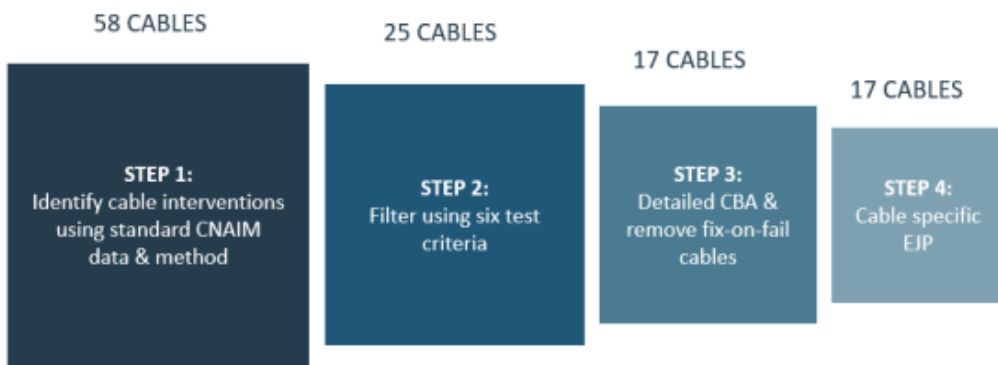 58 CABLES
25 CABLES
17 CABLES
17 CABLES
STEP 1:
Identify cable interventions
using standard CNAIM
data & method
STEP 2:
Filter using six test
criteria
STEP 3:
Detailed CBA &
remove fix-on-fail
cables
STEP 4:
Cable specific
EJP